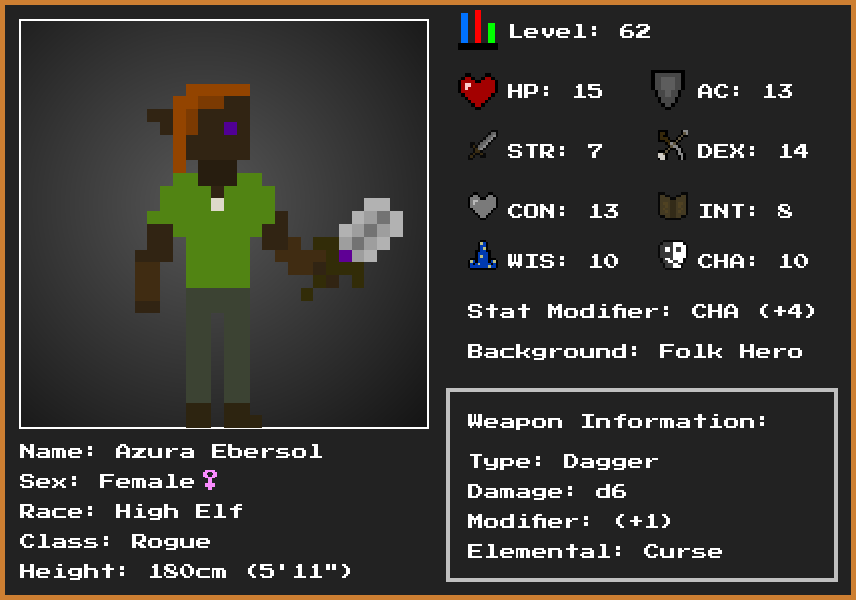 Level: 62
HP: 15
AC: 13
STR: 7
DEX: 14
CON: 13
INT: 8
WIS: 10
CHA: 10
Stat Modifier: CHA (+4)
Background: Folk Hero
Weapon Information:
Type: Dagger
Damage: d6
Modifier: (+1)
Elemental: Curse
Name: Azura Ebersol
Sex: Female♀
Race: High Elf
Class: Rogue
Height: 180cm (5'11")